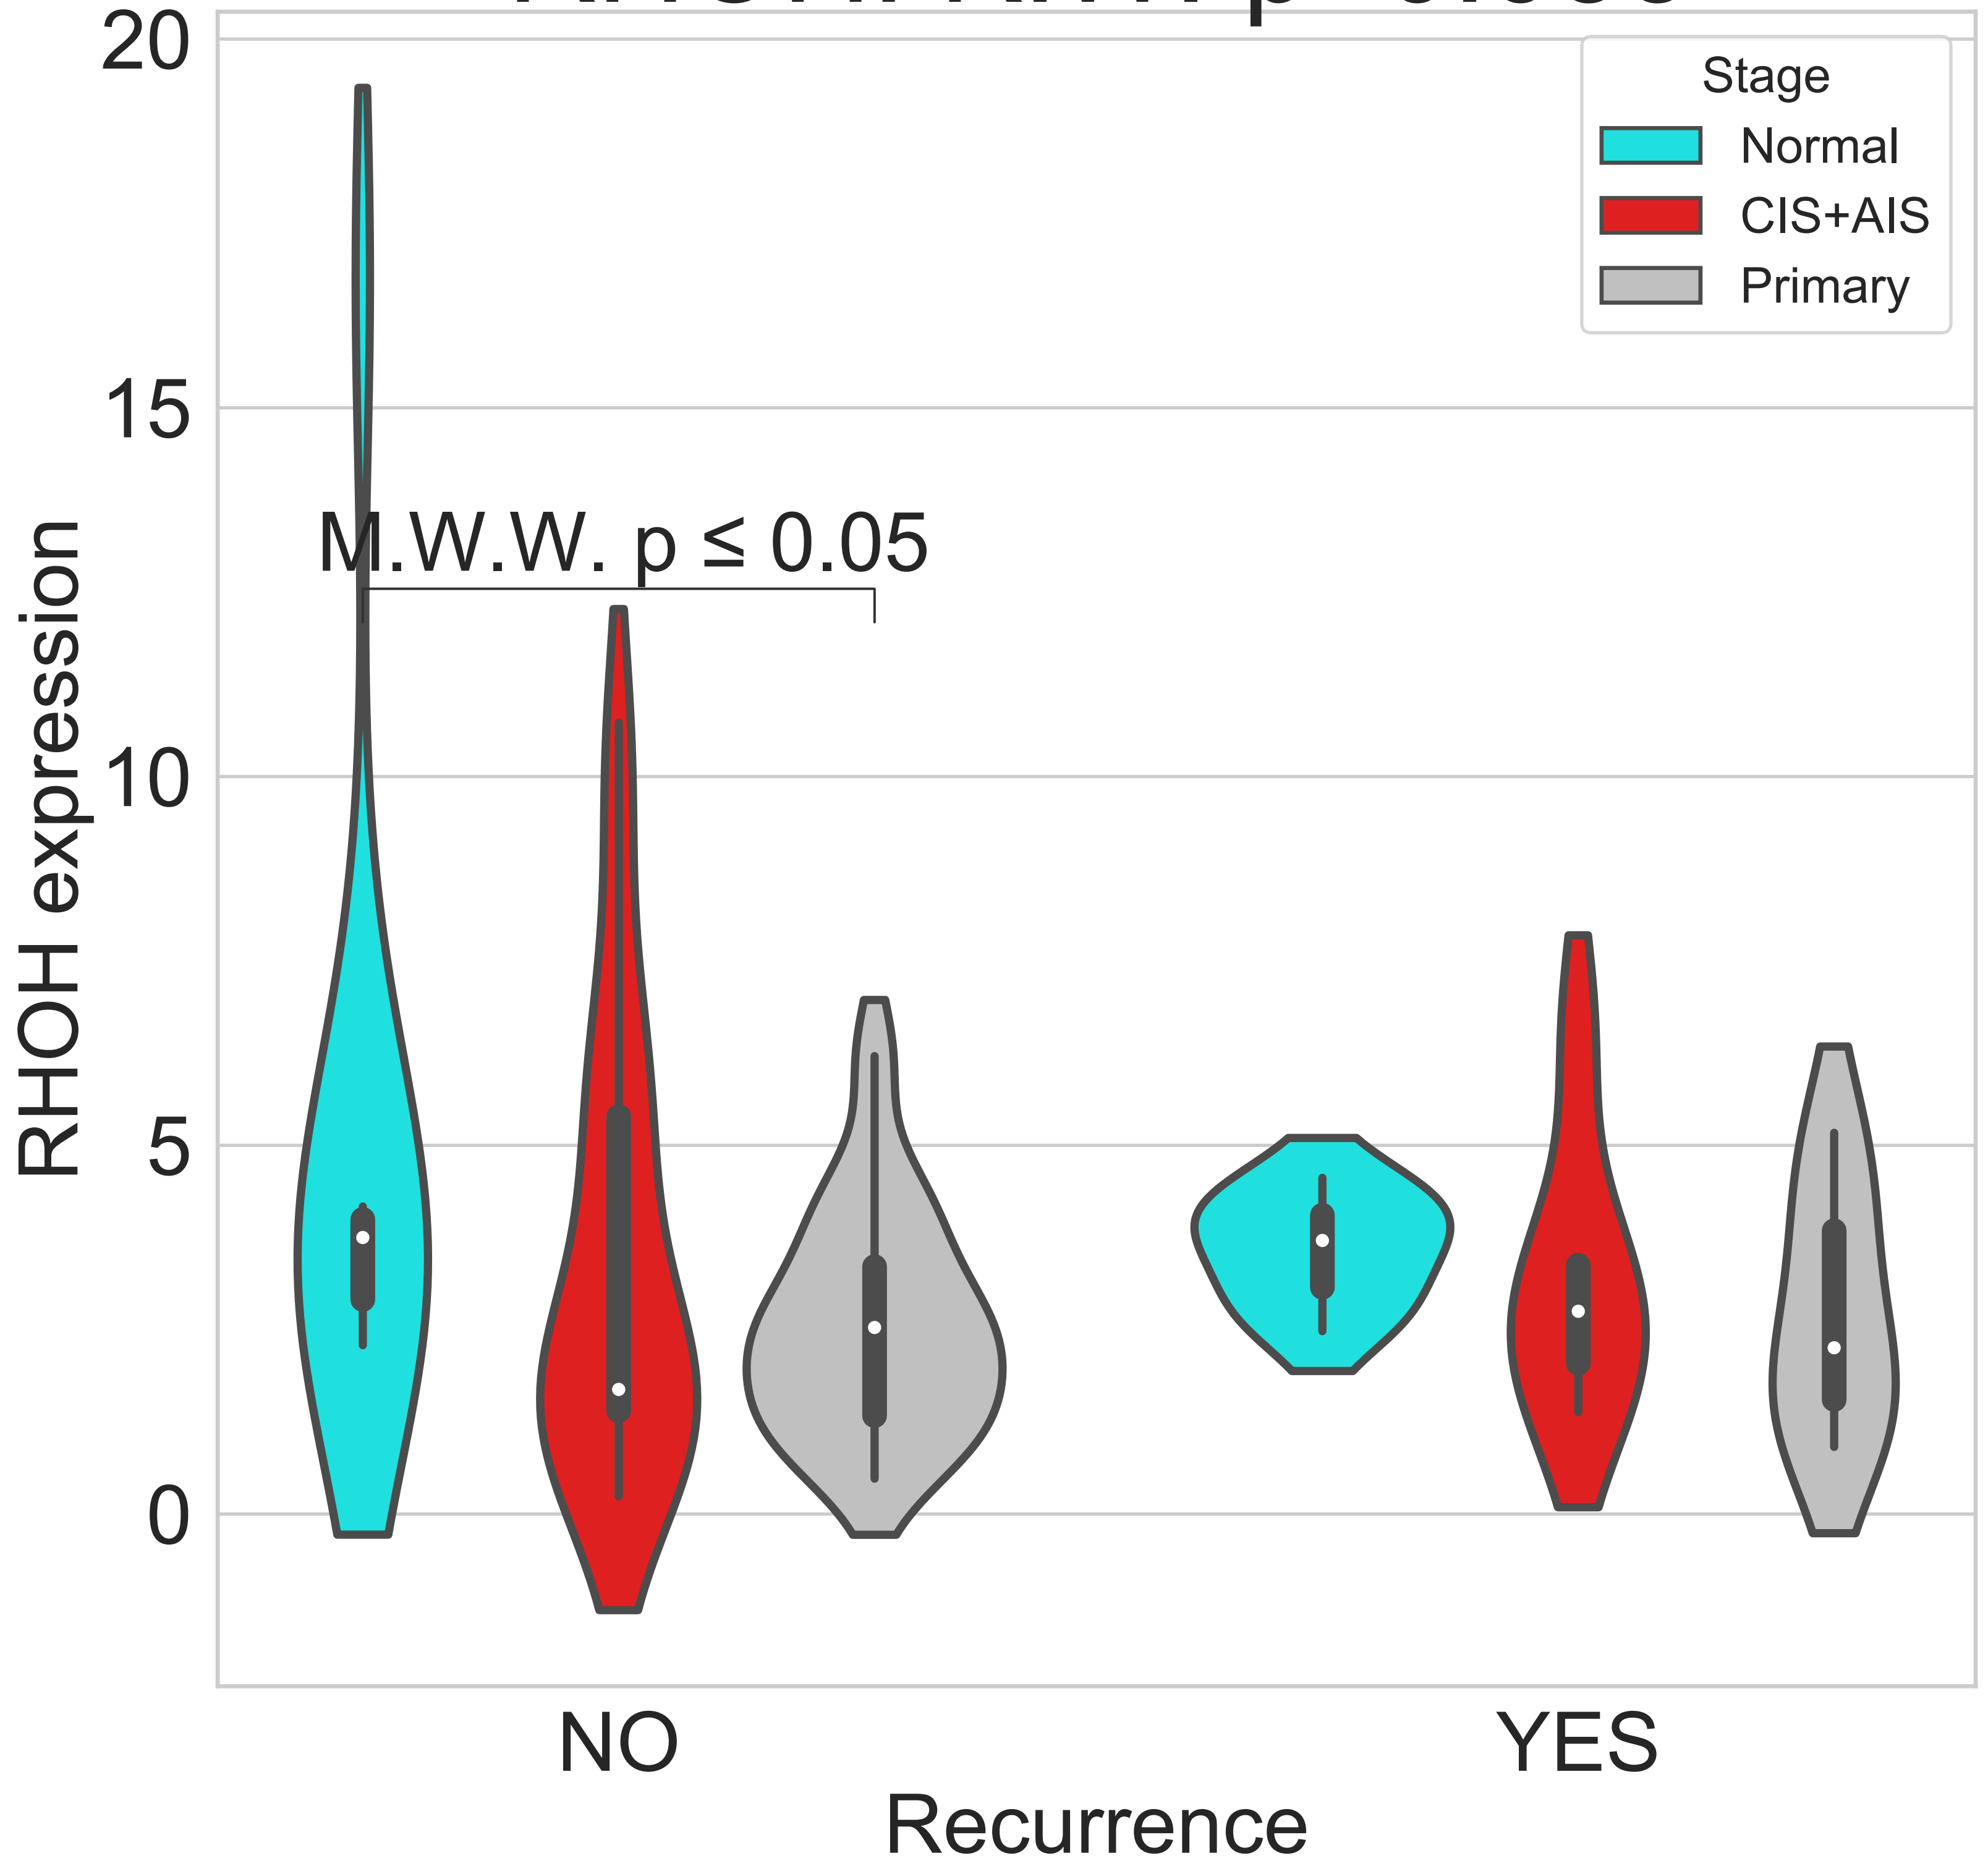 20
15
10
5
0
RHOH expression
Stage
Normal
CIS+AIS
Primary
M.W.W. p ≤ 0.05
NO
YES
Recurrence